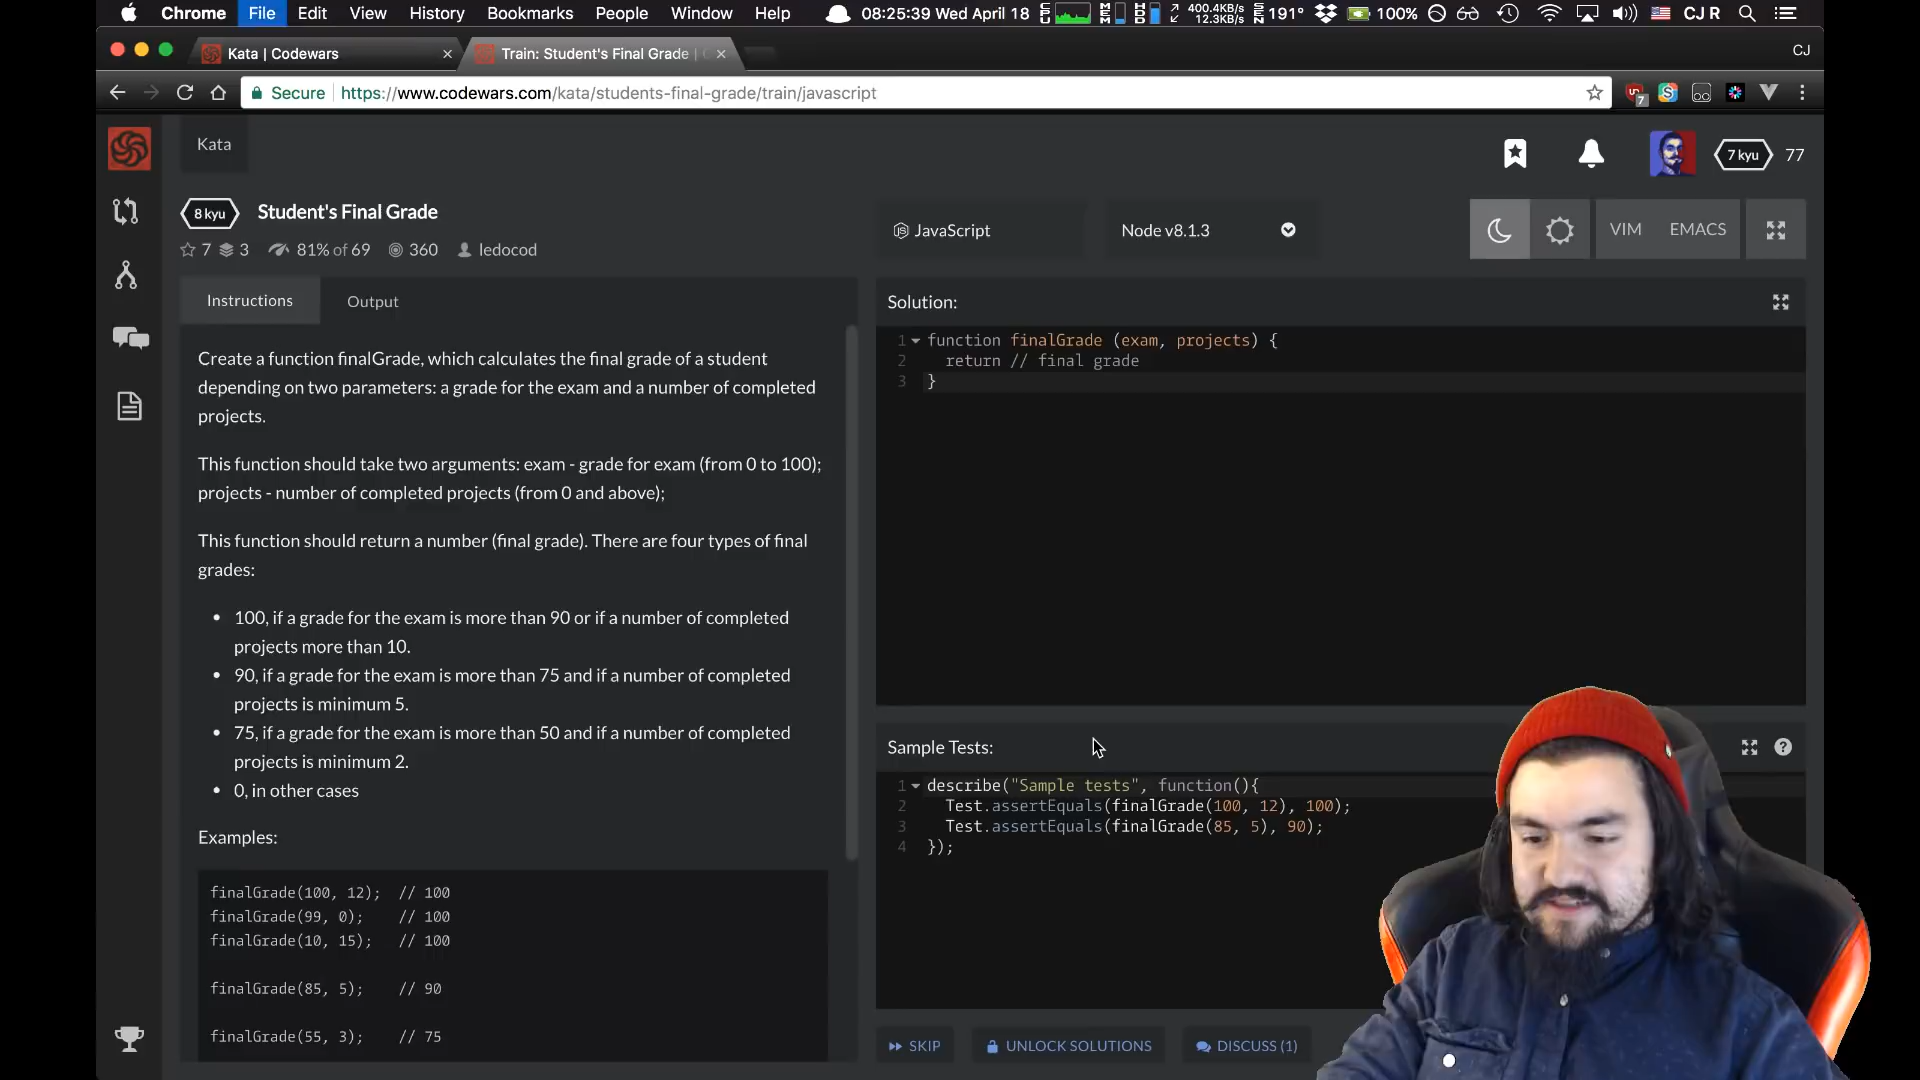 Chrome File Edit View History Bookmarks People Window Help 08:25:39 Wed April 18 400.4KB/s 12.3KB/s 191° 100% CJ R
Kata | Codewars
Train: Student's Final Grade |
CJ
Secure https://www.codewars.com/kata/students-final-grade/train/javascript
7
Kata
7 kyu 77
8 kyu Student's Final Grade
7 3 81% of 69 360 ledocod
JavaScript
Node v8.1.3
VIM EMACS
Instructions Output
Create a function finalGrade, which calculates the final grade of a student
depending on two parameters: a grade for the exam and a number of completed
projects.
This function should take two arguments: exam - grade for exam (from 0 to 100);
projects - number of completed projects (from 0 and above);
This function should return a number (final grade). There are four types of final
grades:
• 100, if a grade for the exam is more than 90 or if a number of completed
projects more than 10.
• 90, if a grade for the exam is more than 75 and if a number of completed
projects is minimum 5.
• 75, if a grade for the exam is more than 50 and if a number of completed
projects is minimum 2.
• 0, in other cases
Examples:
finalGrade(100, 12); // 100
finalGrade(99, 0); // 100
finalGrade(10, 15); // 100
finalGrade(85, 5); // 90
finalGrade(55, 3); // 75
Solution:
1 function finalGrade (exam, projects) {
2 return // final grade
3 }
Sample Tests:
1 describe("Sample tests", function(){
2 Test.assertEquals(finalGrade(100, 12), 100);
3 Test.assertEquals(finalGrade(85, 5), 90);
4 });
SKIP
UNLOCK SOLUTIONS
DISCUSS (1)